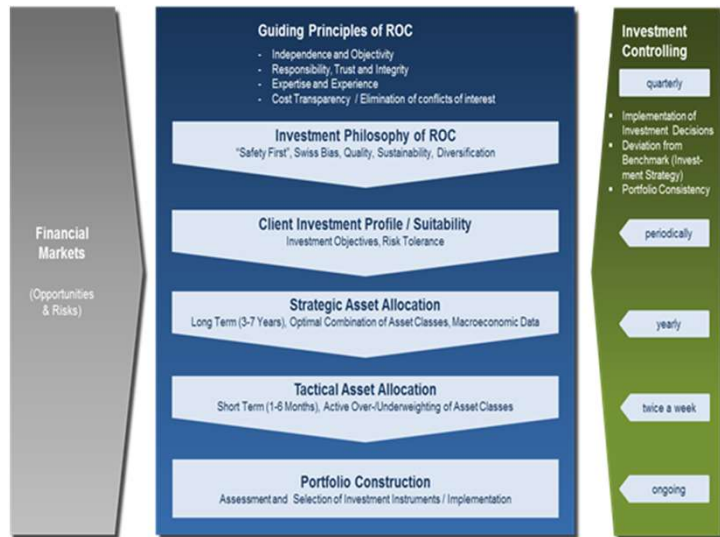 Financial
Markets
(Opportunities
& Risks)
Guiding Principles of ROC
- Independence and Objectivity
- Responsibility, Trust and Integrity
- Expertise and Experience
- Cost Transparency / Elimination of conflicts of interest
Investment Philosophy of ROC
"Safety First", Swiss Bias, Quality, Sustainability, Diversification
Client Investment Profile / Suitability
Investment Objectives, Risk Tolerance
Strategic Asset Allocation
Long Term (3-7 Years), Optimal Combination of Asset Classes, Macroeconomic Data
Tactical Asset Allocation
Short Term (1-6 Months), Active Over-/Underweighting of Asset Classes
Portfolio Construction
Assessment and Selection of Investment Instruments / Implementation
Investment
Controlling
quarterly
▪ Implementation of
Investment Decisions
▪ Deviation from
Benchmark (Invest-
ment Strategy)
▪ Portfolio Consistency
periodically
yearly
twice a week
ongoing